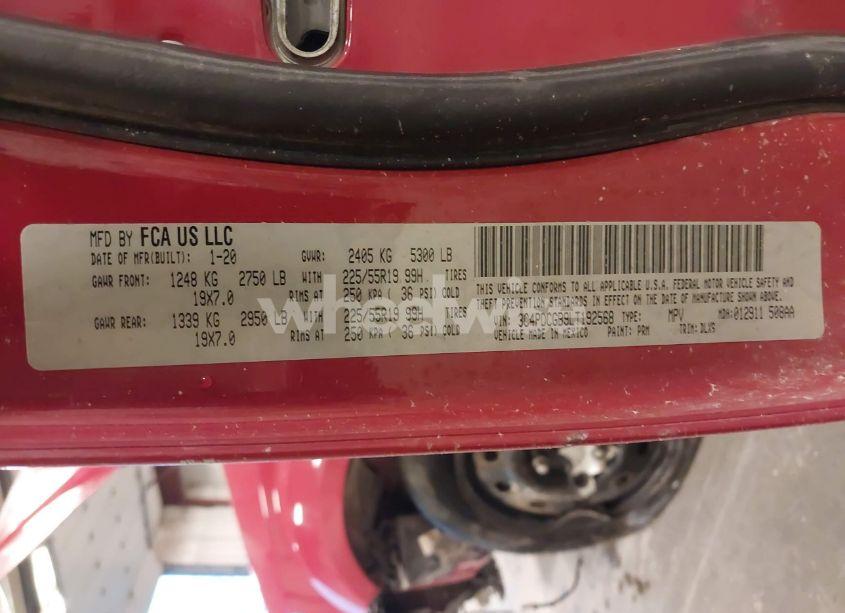 MFD BY FCA US LLC
DATE OF MFR(BUILT): 1-20 GVWR: 2405 KG 5300 LB
GAWR FRONT: 1248 KG 2750 LB WITH 225/55R19 99H TIRES
19X7.0 RIMS AT 250 KPA ( 36 PSI) COLD
GAWR REAR: 1339 KG 2950 LB WITH 225/55R19 99H TIRES
19X7.0 RIMS AT 250 KPA ( 36 PSI) COLD
THIS VEHICLE CONFORMS TO ALL APPLICABLE U.S.A. FEDERAL MOTOR VEHICLE SAFETY AND
THEFT PREVENTION STANDARDS IN EFFECT ON THE DATE OF MANUFACTURE SHOWN ABOVE.
VIN: 3C4PDCGB9LT192568 TYPE: MPV MDH: 012911 508AA
VEHICLE MADE IN MEXICO PAINT: PRM TRIM: DLX9